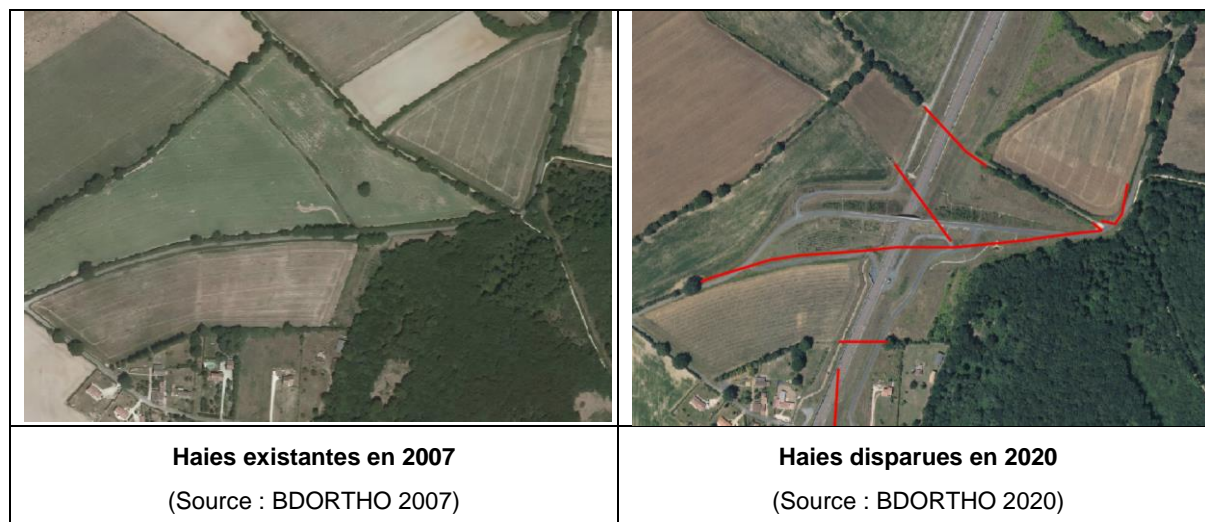 Haies existantes en 2007
(Source : BDORTHO 2007)
Haies disparues en 2020
(Source : BDORTHO 2020)